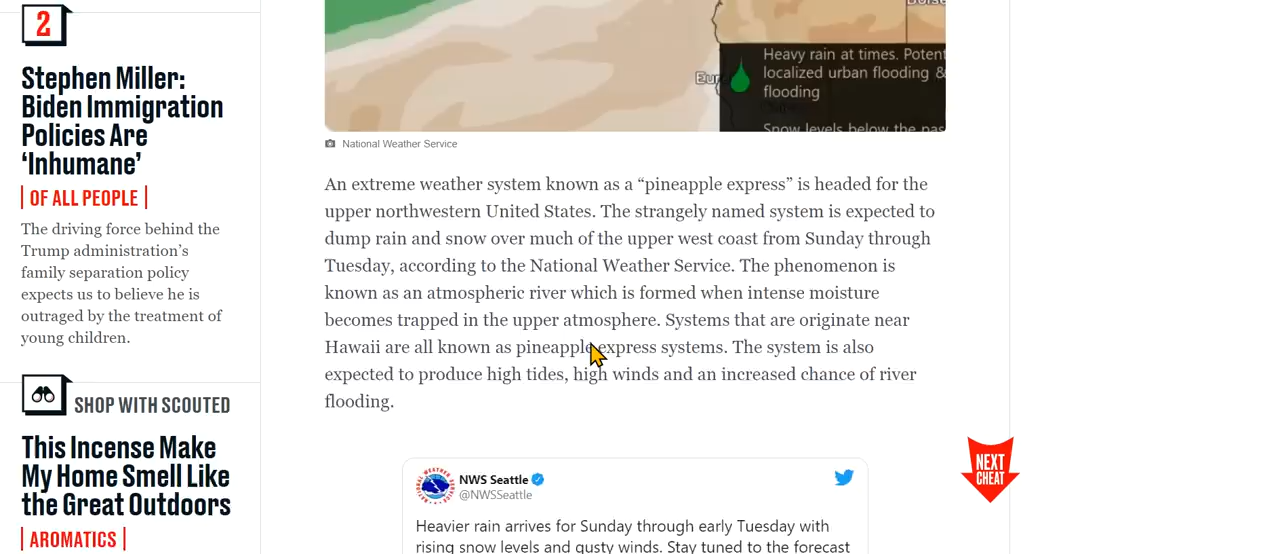 2
Stephen Miller:
Biden Immigration
Policies Are
‘Inhumane’
OF ALL PEOPLE
The driving force behind the
Trump administration’s
family separation policy
expects us to believe he is
outraged by the treatment of
young children.
SHOP WITH SCOUTED
This Incense Make
My Home Smell Like
the Great Outdoors
AROMATICS
Heavy rain at times. Potent
localized urban flooding &
flooding
Snow levels below the pas
National Weather Service
An extreme weather system known as a “pineapple express” is headed for the
upper northwestern United States. The strangely named system is expected to
dump rain and snow over much of the upper west coast from Sunday through
Tuesday, according to the National Weather Service. The phenomenon is
known as an atmospheric river which is formed when intense moisture
becomes trapped in the upper atmosphere. Systems that are originate near
Hawaii are all known as pineapple express systems. The system is also
expected to produce high tides, high winds and an increased chance of river
flooding.
NWS Seattle
@NWSSeattle
Heavier rain arrives for Sunday through early Tuesday with
rising snow levels and gusty winds. Stay tuned to the forecast
NEXT
CHEAT